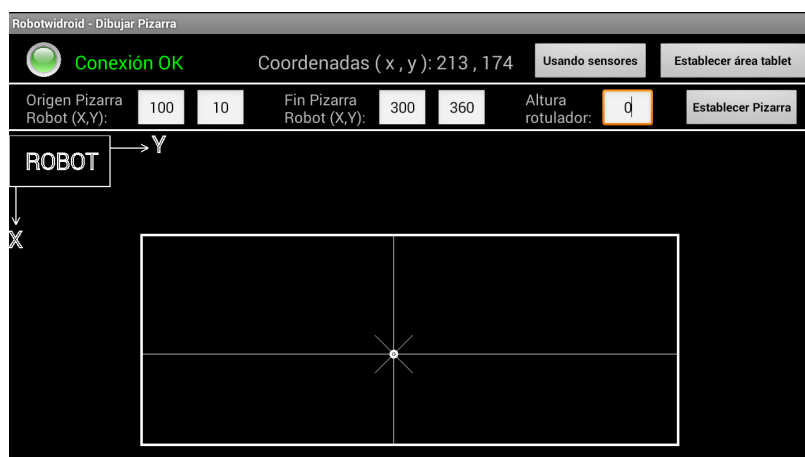 Robotwidroid - Dibujar Pizarra
Conexión OK
Coordenadas ( x , y ): 213 , 174
Usando sensores
Establecer área tablet
Origen Pizarra
Robot (X,Y):
100
10
Fin Pizarra
Robot (X,Y):
300
360
Altura
rotulador:
0
Establecer Pizarra
ROBOT
Y
X